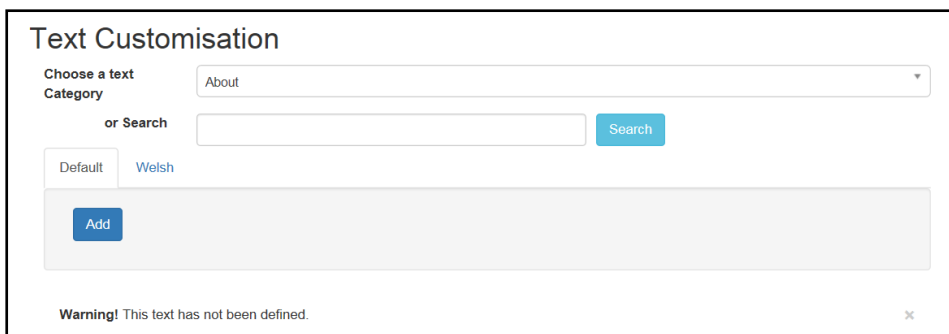 Text Customisation
Choose a text
Category
About
or Search
Search
Default Welsh
Add
Warning! This text has not been defined.
×